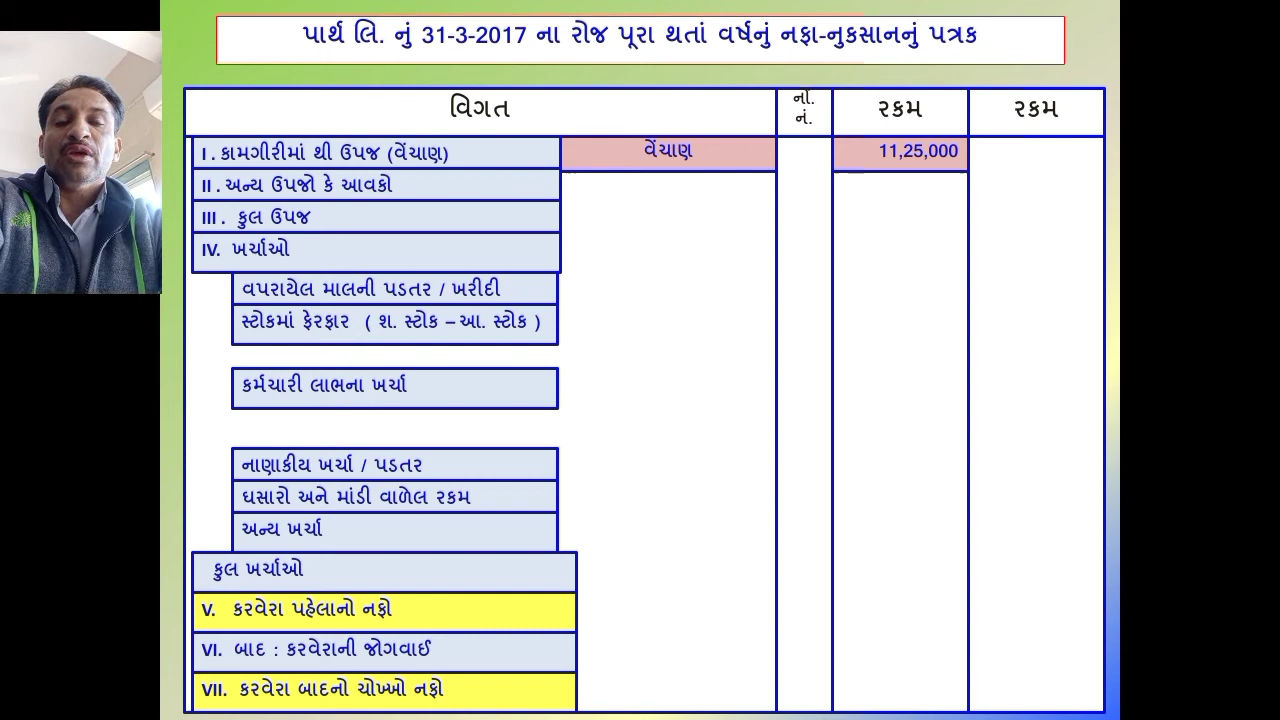 પાર્થ લિ. નું 31-3-2017 ના રોજ પૂરા થતાં વર્ષનું નફા-નુકસાનનું પત્રક
વિગત નોં. નં. રકમ રકમ
I . કામગીરીમાં થી ઉપજ (વેંચાણ) વેંચાણ 11,25,000
II . અન્ય ઉપજો કે આવકો
III . કુલ ઉપજ
IV. ખર્ચાઓ
વપરાયેલ માલની પડતર / ખરીદી
સ્ટોકમાં ફેરફાર ( શ. સ્ટોક – આ. સ્ટોક )
કર્મચારી લાભના ખર્ચા
નાણાકીય ખર્ચા / પડતર
ઘસારો અને માંડી વાળેલ રકમ
અન્ય ખર્ચા
કુલ ખર્ચાઓ
V. કરવેરા પહેલાનો નફો
VI. બાદ : કરવેરાની જોગવાઈ
VII. કરવેરા બાદનો ચોખ્ખો નફો